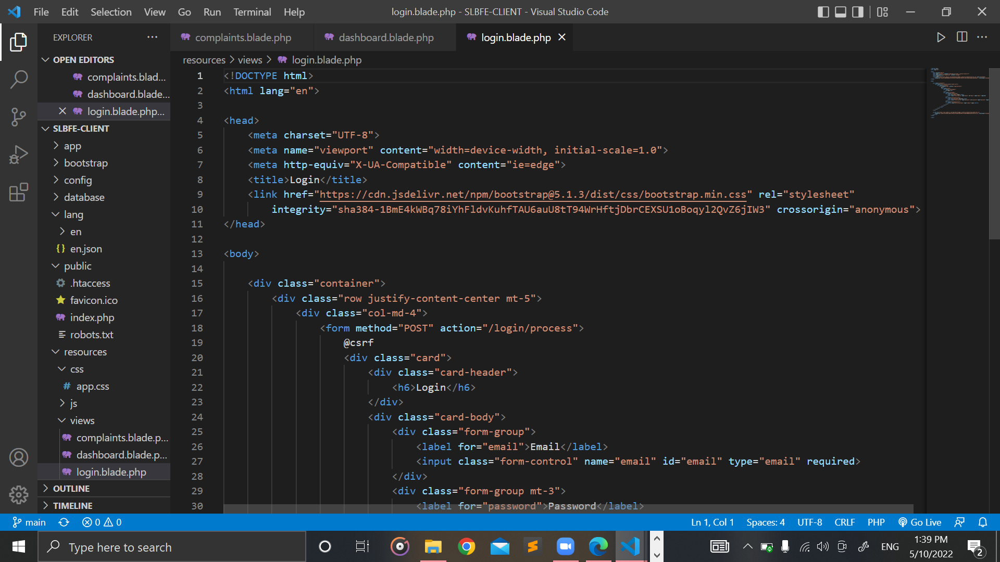 File Edit Selection View Go Run Terminal Help
login.blade.php - SLBFE-CLIENT - Visual Studio Code
EXPLORER
OPEN EDITORS
complaints.blad...
dashboard.blade...
login.blade.php...
SLBFE-CLIENT
app
bootstrap
config
database
lang
en
{} en.json
public
.htaccess
favicon.ico
index.php
robots.txt
resources
css
# app.css
js
views
complaints.blade.p...
dashboard.blade.p...
login.blade.php
OUTLINE
TIMELINE
complaints.blade.php dashboard.blade.php login.blade.php
resources > views > login.blade.php
1 <!DOCTYPE html>
2 <html lang="en">
3
4 <head>
5 <meta charset="UTF-8">
6 <meta name="viewport" content="width=device-width, initial-scale=1.0">
7 <meta http-equiv="X-UA-Compatible" content="ie=edge">
8 <title>Login</title>
9 <link href="https://cdn.jsdelivr.net/npm/bootstrap@5.1.3/dist/css/bootstrap.min.css" rel="stylesheet"
10 integrity="sha384-1BmE4kWBq78iYhFldvKuhfTAU6auU8tT94WrHftjDbrCEXSU1oBoqyl2QvZ6jIW3" crossorigin="anonymous">
11 </head>
12
13 <body>
14
15 <div class="container">
16 <div class="row justify-content-center mt-5">
17 <div class="col-md-4">
18 <form method="POST" action="/login/process">
19 @csrf
20 <div class="card">
21 <div class="card-header">
22 <h6>Login</h6>
23 </div>
24 <div class="card-body">
25 <div class="form-group">
26 <label for="email">Email</label>
27 <input class="form-control" name="email" id="email" type="email" required>
28 </div>
29 <div class="form-group mt-3">
30 <label for="password">Password</label>
main 0 0 Ln 1, Col 1 Spaces: 4 UTF-8 CRLF PHP Go Live
Type here to search
ENG
1:39 PM
5/10/2022
2